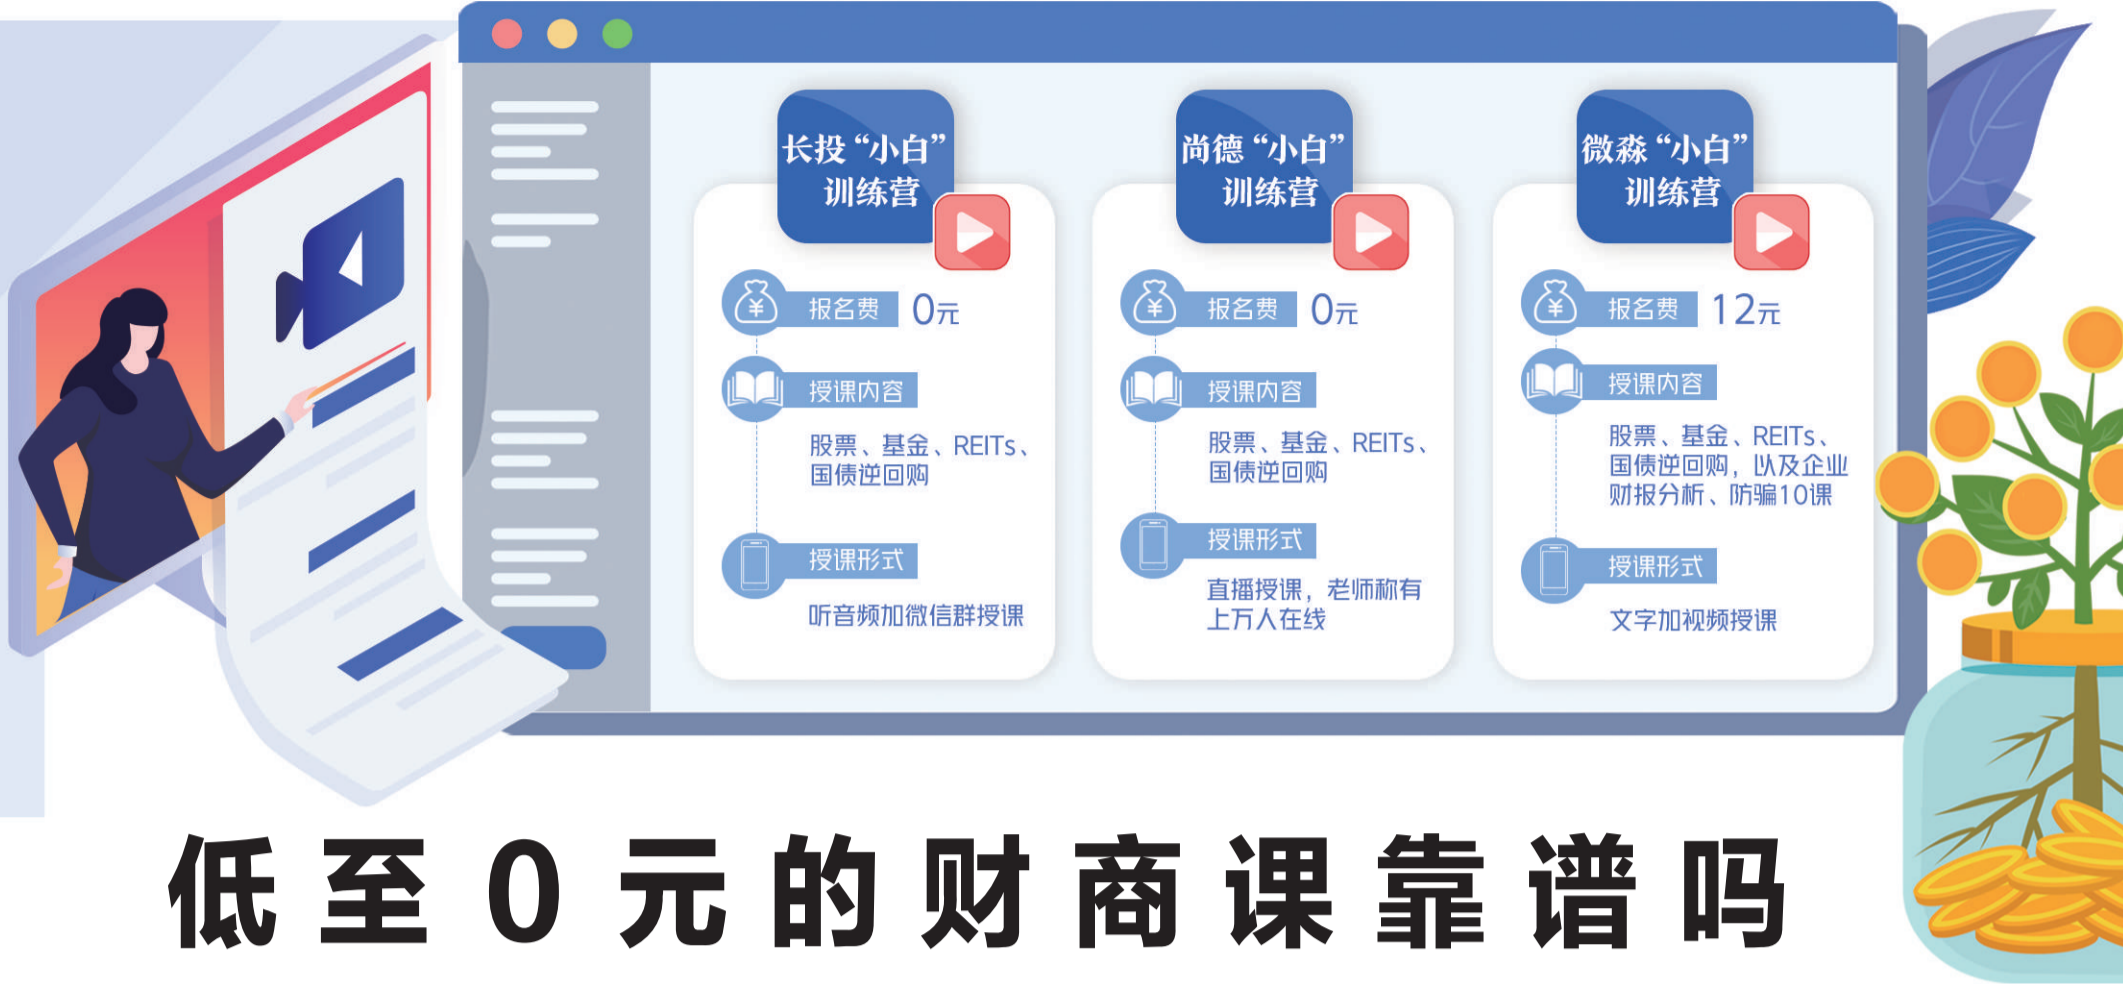 长投“小白”
训练营
报名费 0元
授课内容
股票、基金、REITs、
国债逆回购
授课形式
听音频加微信群授课
尚德“小白”
训练营
报名费 0元
授课内容
股票、基金、REITs、
国债逆回购
授课形式
直播授课，老师称有
上万人在线
微淼“小白”
训练营
报名费 12元
授课内容
股票、基金、REITs、
国债逆回购，以及企业
财报分析、防骗10课
授课形式
文字加视频授课
低至0元的财商课靠谱吗